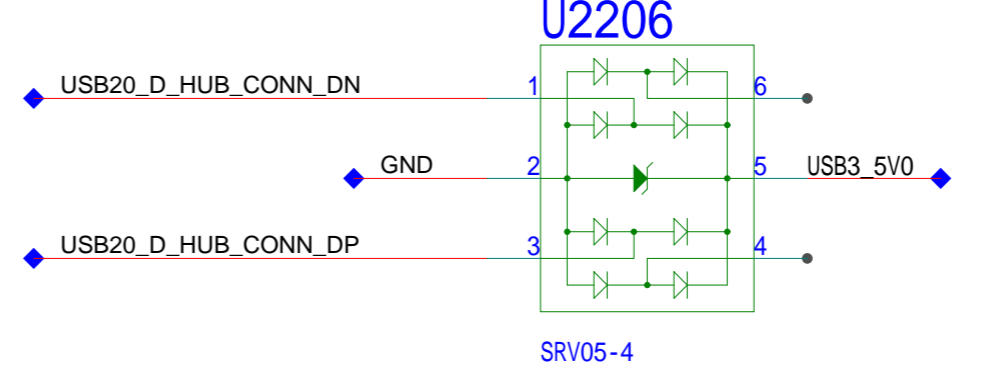 U2206
USB20_D_HUB_CONN_DN
1
6
GND
2
5
USB3_5V0
USB20_D_HUB_CONN_DP
3
4
SRV05-4